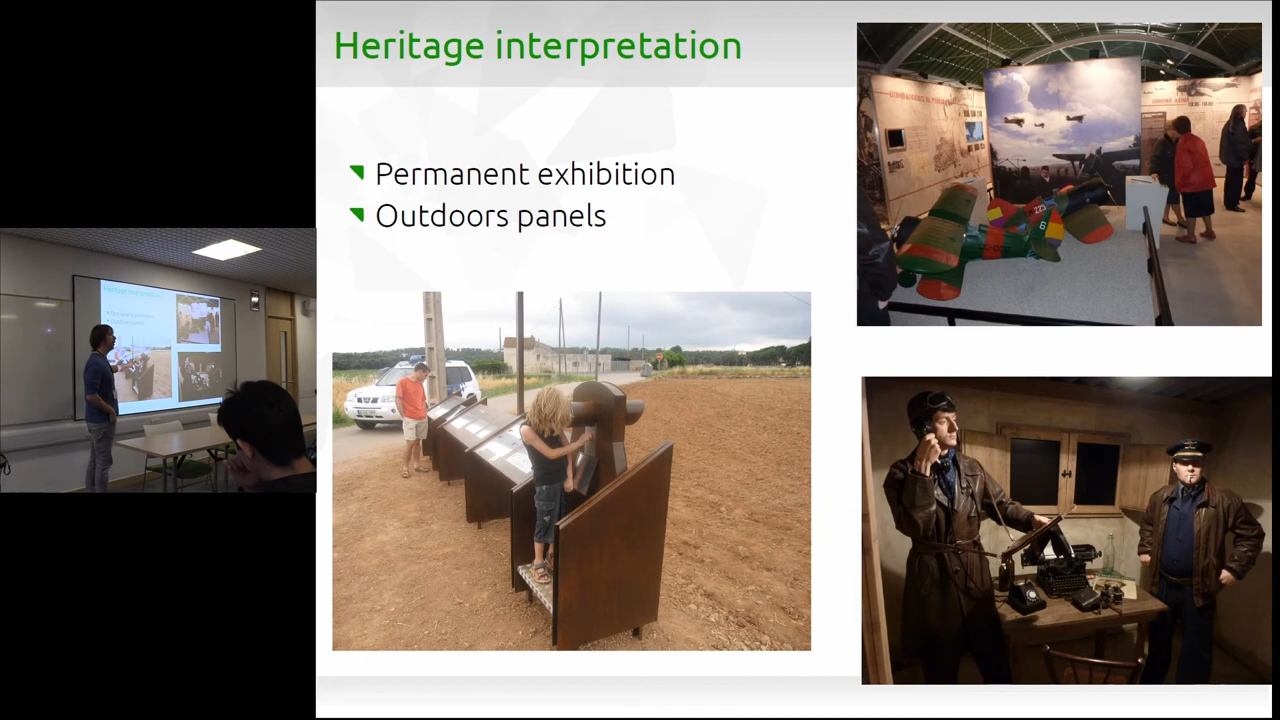 Heritage interpretation
Permanent exhibition
Outdoors panels